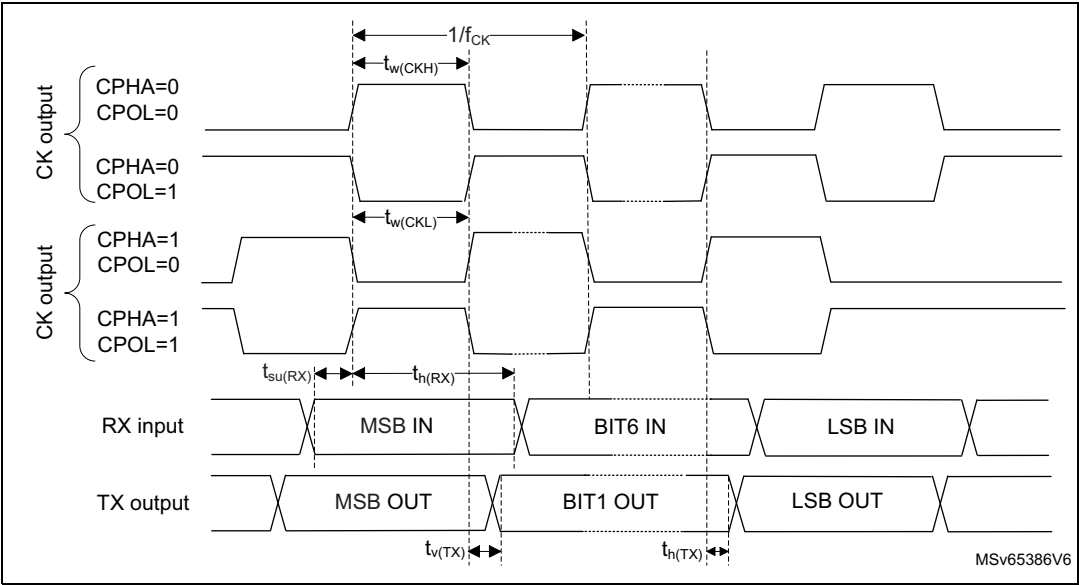 1/fCK
tw(CKH)
CK output
CPHA=0
CPOL=0
CPHA=0
CPOL=1
tw(CKL)
CK output
CPHA=1
CPOL=0
CPHA=1
CPOL=1
tsu(RX)
th(RX)
RX input
MSB IN
BIT6 IN
LSB IN
TX output
MSB OUT
BIT1 OUT
LSB OUT
tv(TX)
th(TX)
MSv65386V6